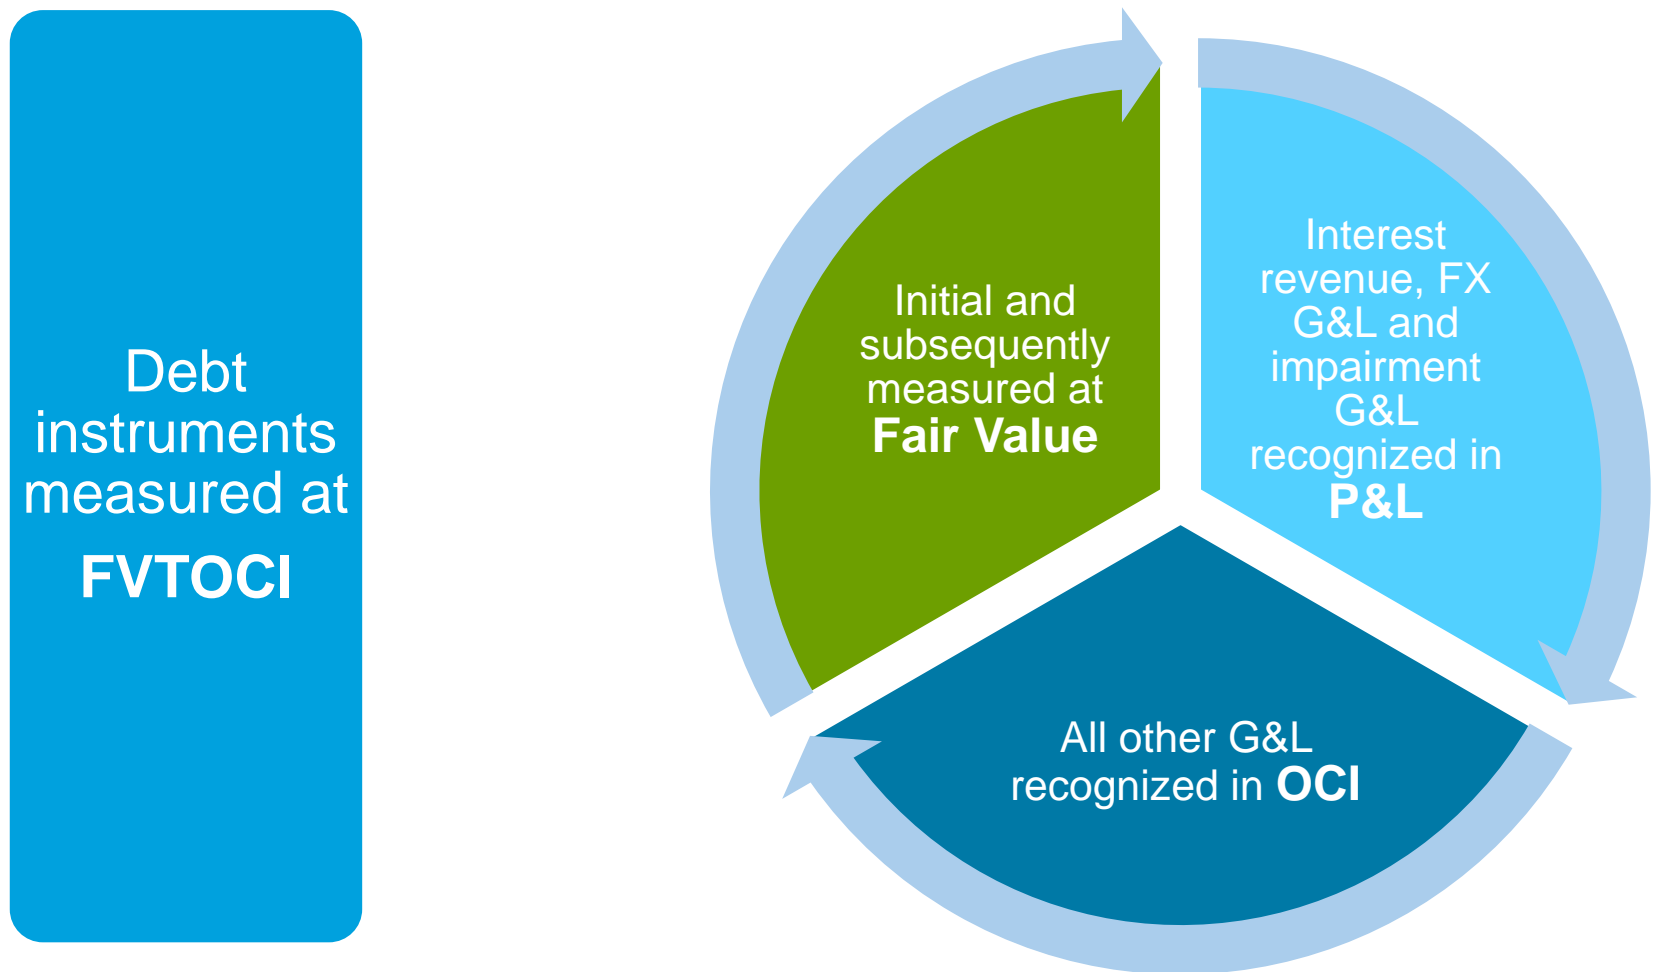 Debt
instruments
measured at
FVTOCI
Initial and
subsequently
measured at
Fair Value
Interest
revenue, FX
G&L and
impairment
G&L
recognized in
P&L
All other G&L
recognized in OCI